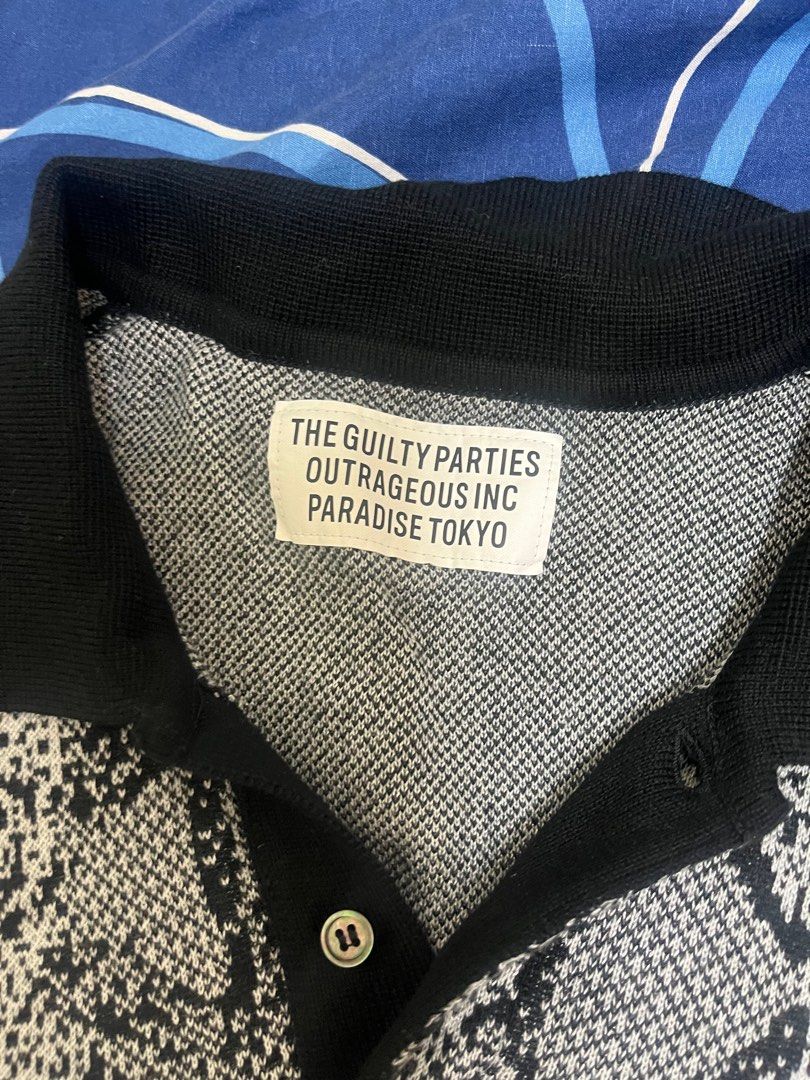 THE GUILTY PARTIES
OUTRAGEOUS INC
PARADISE TOKYO